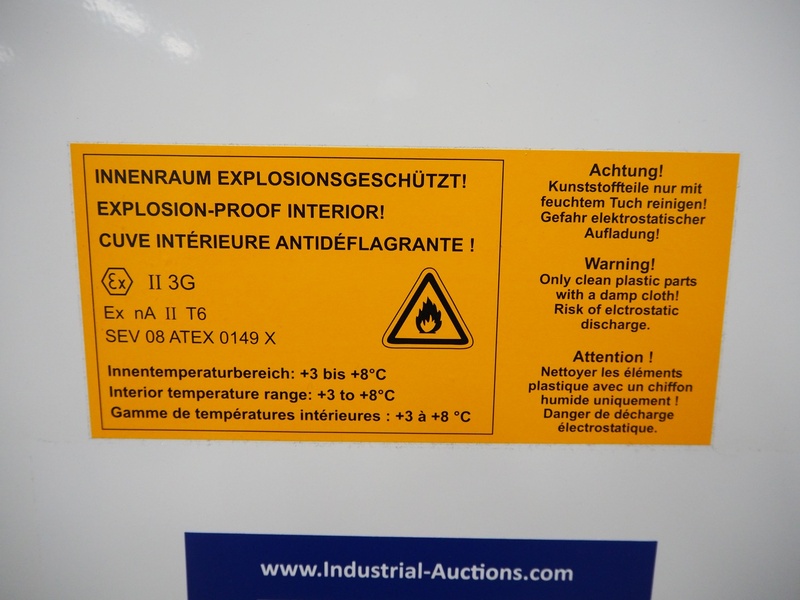 INNENRAUM EXPLOSIONSGESCHÜTZT!
EXPLOSION-PROOF INTERIOR!
CUVE INTÉRIEURE ANTIDÉFLAGRANTE !
Ex II 3G
Ex nA II T6
SEV 08 ATEX 0149 X
Innentemperaturbereich: +3 bis +8°C
Interior temperature range: +3 to +8°C
Gamme de températures intérieures : +3 à +8 °C
Achtung!
Kunststoffteile nur mit
feuchtem Tuch reinigen!
Gefahr elektrostatischer
Aufladung!
Warning!
Only clean plastic parts
with a damp cloth!
Risk of elctrostatic
discharge.
Attention !
Nettoyer les éléments
plastique avec un chiffon
humide uniquement !
Danger de décharge
électrostatique.
www.Industrial-Auctions.com